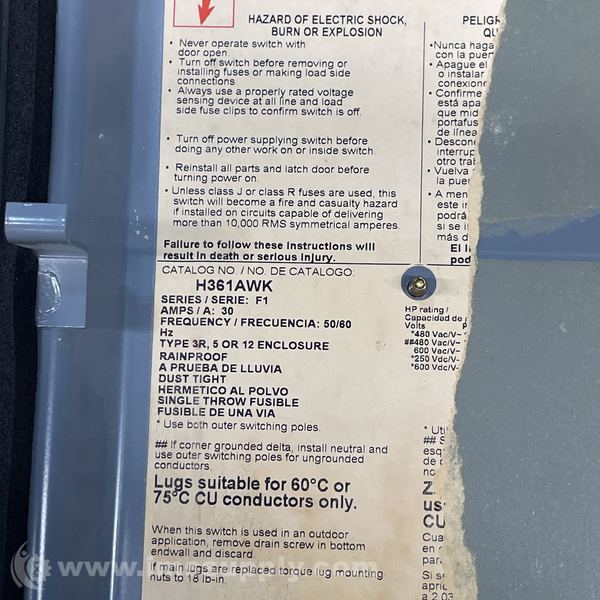 HAZARD OF ELECTRIC SHOCK,
BURN OR EXPLOSION
• Never operate switch with
door open.
• Turn off switch before removing or
installing fuses or making load side
connections
• Always use a properly rated voltage
sensing device at all line and load
side fuse clips to confirm switch is off.
• Turn off power supplying switch before
doing any other work on or inside switch.
• Reinstall all parts and latch door before
turning power on.
• Unless class J or class R fuses are used, this
switch will become a fire and casualty hazard
if installed on circuits capable of delivering
more than 10,000 RMS symmetrical amperes.
Failure to follow these instructions will
result in death or serious injury.
CATALOG NO. / NO. DE CATALOGO:
H361AWK
SERIES / SERIE: F1
AMPS / A: 30
FREQUENCY / FRECUENCIA: 50/60
Hz
TYPE 3R, 5 OR 12 ENCLOSURE
RAINPROOF
A PRUEBA DE LLUVIA
DUST TIGHT
HERMETICO AL POLVO
SINGLE THROW FUSIBLE
FUSIBLE DE UNA VIA
* Use both outer switching poles.
## If corner grounded delta, install neutral and
use outer switching poles for ungrounded
conductors.
Lugs suitable for 60°C or
75°C CU conductors only.
When this switch is used in an outdoor
application, remove drain screw in bottom
endwall and discard.
If main lugs are replaced torque lug mounting
nuts to 18 lb-in.
PELIGR
QU
•Nunca haga
con la puer
•Apague el
o instalar
conexione
•Confirme
está apa
que mid
portafus
de línea
•Descone
interrup
otro trab
•Vuelva a
la puer
•A men
este i
podrá
si se i
más d
El i
pod
HP rating /
Capacidad de
Volts
*480 Vac/V~
##480 Vac/V~
600 Vac/V~
*250 Vdc/V-
*600 Vdc/V-
* Uti
## S
esq
de c
no
Z
us
CU
Cua
en
par
Si se
apri
a 2.03